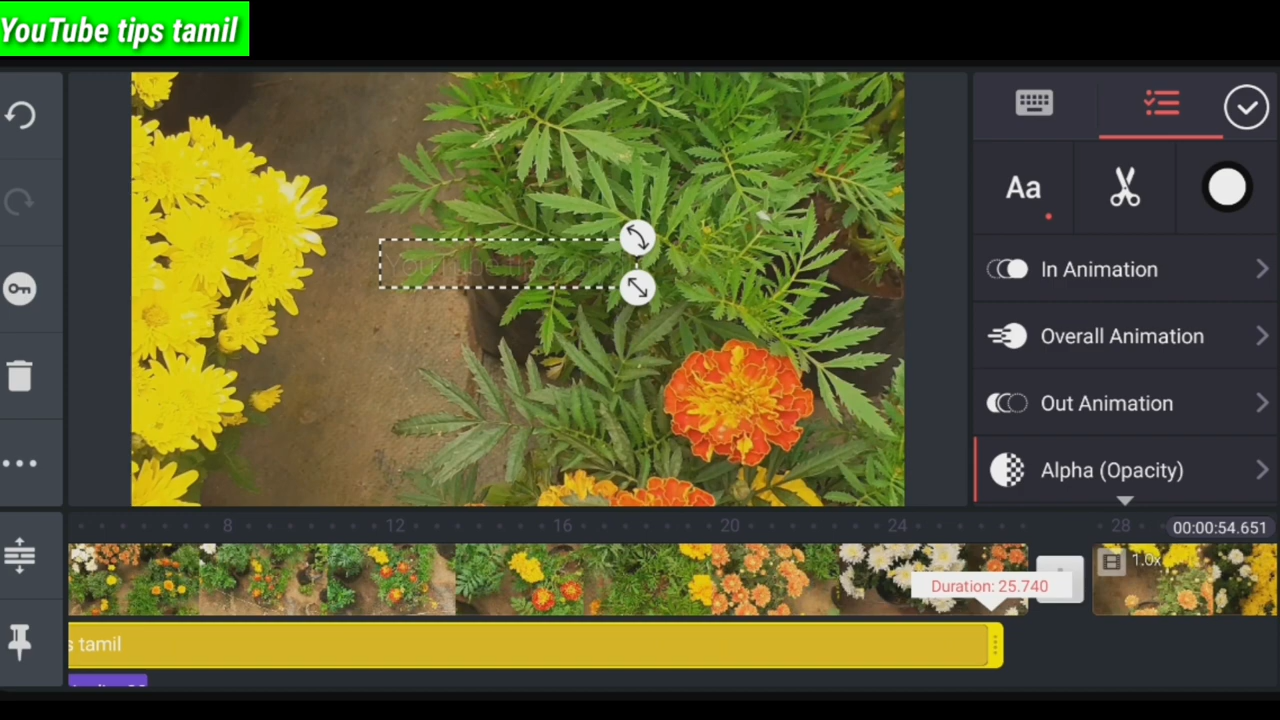 YouTube tips tamil
Aa
In Animation
Overall Animation
Out Animation
Alpha (Opacity)
8 12 16 20 24 28 00:00:54.651
1.0x
Duration: 25.740
s tamil